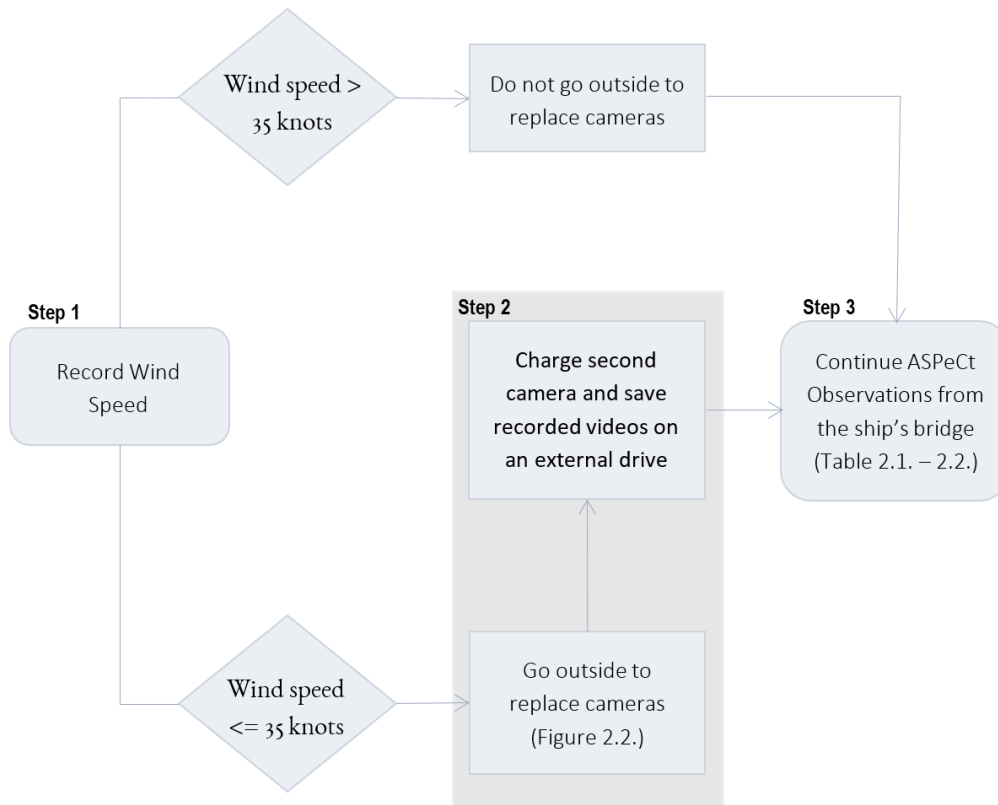 Wind speed >
35 knots
Do not go outside to
replace cameras
Step 1
Record Wind
Speed
Step 2
Charge second
camera and save
recorded videos on
an external drive
Step 3
Continue ASPeCt
Observations from
the ship’s bridge
(Table 2.1. – 2.2.)
Wind speed
<= 35 knots
Go outside to
replace cameras
(Figure 2.2.)